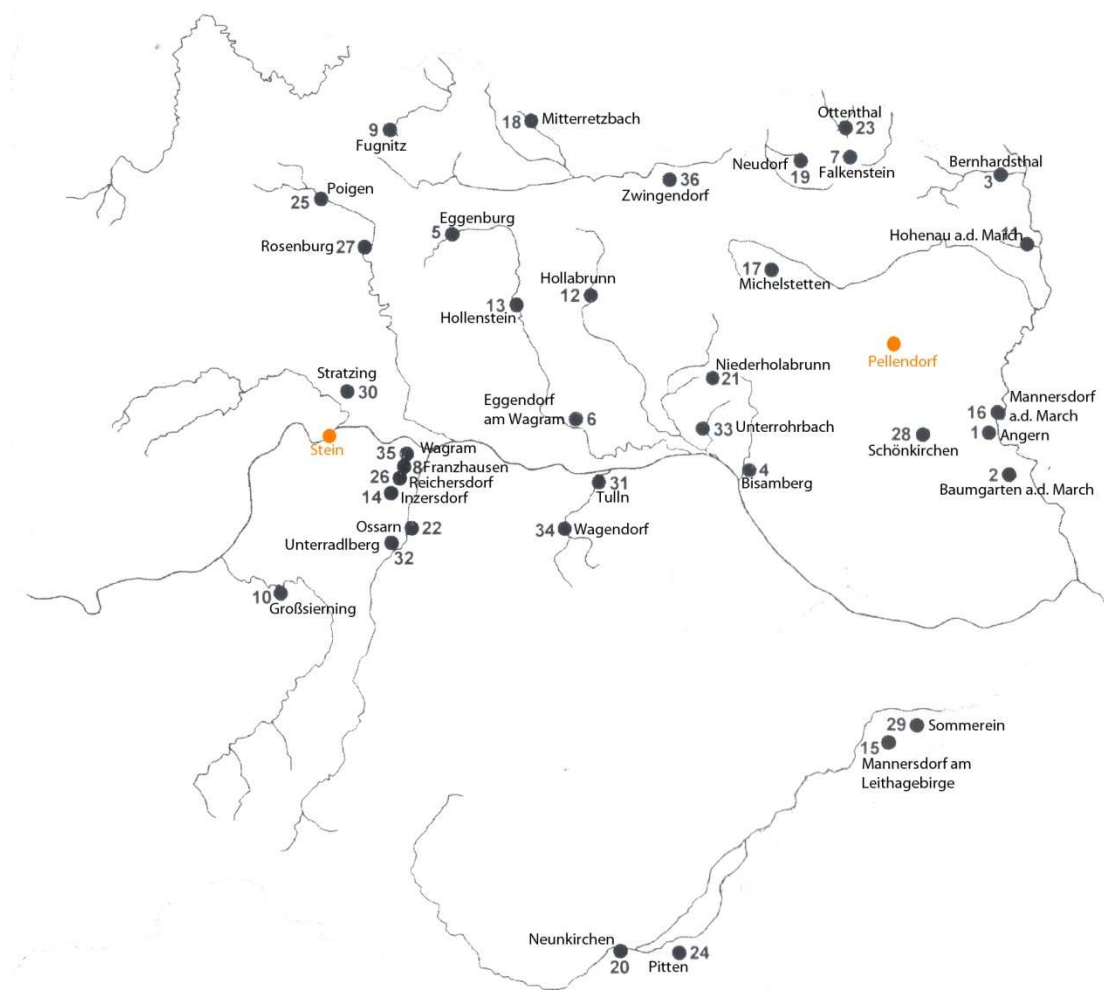 Ottenthal
18 Mitterretzbach
23
9
Fugnitz
Neudorf
7
Falkenstein
19
Bernhardsthal
3
36
Zwingendorf
Poigen
25
Eggenburg
5
Rosenburg 27
11
Hohenau a.d. March
Hollabrunn
12
17
Michelstetten
13
Hollenstein
Pellendorf
Niederholabrunn
21
Stratzing
30
Mannersdorf
16 a.d. March
1 Angern
Eggendorf
am Wagram 6
33 Unterrohrbach
28
Schönkirchen
Stein
35 Wagram
8 Franzhausen
26 Reichersdorf
14 Inzersdorf
4
Bisamberg
2
Baumgarten a.d. March
31
Tulln
Ossarn 22
34 Wagendorf
Unterradlberg
32
10
Großsierning
29 Sommerein
15
Mannersdorf am
Leithagebirge
Neunkirchen
20
24
Pitten